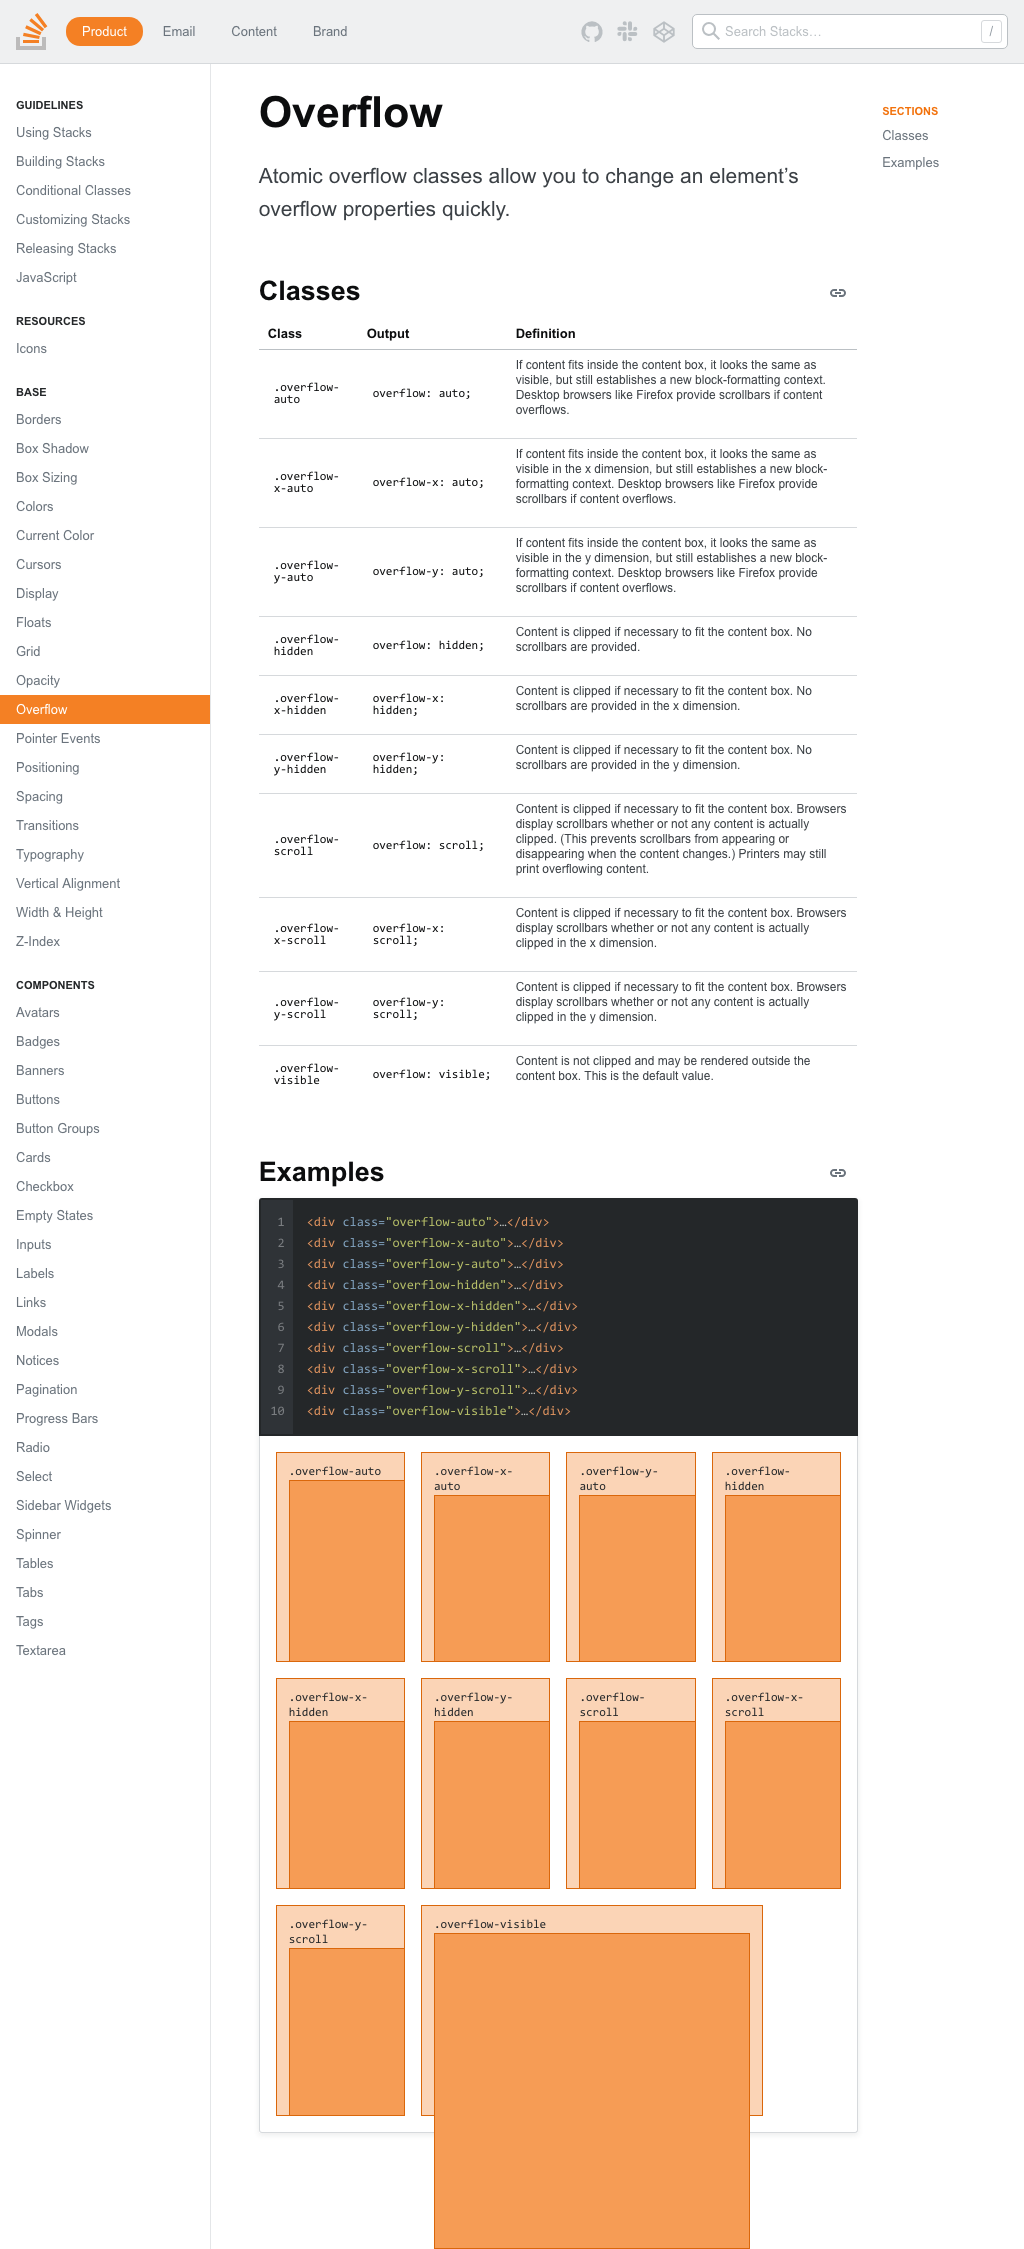 Product
Email
Content
Brand
Search Stacks…
/
GUIDELINES
Using Stacks
Building Stacks
Conditional Classes
Customizing Stacks
Releasing Stacks
JavaScript
RESOURCES
Icons
BASE
Borders
Box Shadow
Box Sizing
Colors
Current Color
Cursors
Display
Floats
Grid
Opacity
Overflow
Pointer Events
Positioning
Spacing
Transitions
Typography
Vertical Alignment
Width & Height
Z-Index
COMPONENTS
Avatars
Badges
Banners
Buttons
Button Groups
Cards
Checkbox
Empty States
Inputs
Labels
Links
Modals
Notices
Pagination
Progress Bars
Radio
Select
Sidebar Widgets
Spinner
Tables
Tabs
Tags
Textarea
Overflow
Atomic overflow classes allow you to change an element’s
overflow properties quickly.
Classes
Class Output Definition
.overflow-
auto
overflow: auto;
If content fits inside the content box, it looks the same as
visible, but still establishes a new block-formatting context.
Desktop browsers like Firefox provide scrollbars if content
overflows.
.overflow-
x-auto
overflow-x: auto;
If content fits inside the content box, it looks the same as
visible in the x dimension, but still establishes a new block-
formatting context. Desktop browsers like Firefox provide
scrollbars if content overflows.
.overflow-
y-auto
overflow-y: auto;
If content fits inside the content box, it looks the same as
visible in the y dimension, but still establishes a new block-
formatting context. Desktop browsers like Firefox provide
scrollbars if content overflows.
.overflow-
hidden
overflow: hidden;
Content is clipped if necessary to fit the content box. No
scrollbars are provided.
.overflow-
x-hidden
overflow-x:
hidden;
Content is clipped if necessary to fit the content box. No
scrollbars are provided in the x dimension.
.overflow-
y-hidden
overflow-y:
hidden;
Content is clipped if necessary to fit the content box. No
scrollbars are provided in the y dimension.
.overflow-
scroll
overflow: scroll;
Content is clipped if necessary to fit the content box. Browsers
display scrollbars whether or not any content is actually
clipped. (This prevents scrollbars from appearing or
disappearing when the content changes.) Printers may still
print overflowing content.
.overflow-
x-scroll
overflow-x:
scroll;
Content is clipped if necessary to fit the content box. Browsers
display scrollbars whether or not any content is actually
clipped in the x dimension.
.overflow-
y-scroll
overflow-y:
scroll;
Content is clipped if necessary to fit the content box. Browsers
display scrollbars whether or not any content is actually
clipped in the y dimension.
.overflow-
visible
overflow: visible;
Content is not clipped and may be rendered outside the
content box. This is the default value.
Examples
1 <div class="overflow-auto">…</div>
2 <div class="overflow-x-auto">…</div>
3 <div class="overflow-y-auto">…</div>
4 <div class="overflow-hidden">…</div>
5 <div class="overflow-x-hidden">…</div>
6 <div class="overflow-y-hidden">…</div>
7 <div class="overflow-scroll">…</div>
8 <div class="overflow-x-scroll">…</div>
9 <div class="overflow-y-scroll">…</div>
10 <div class="overflow-visible">…</div>
.overflow-auto
.overflow-x-
auto
.overflow-y-
auto
.overflow-
hidden
.overflow-x-
hidden
.overflow-y-
hidden
.overflow-
scroll
.overflow-x-
scroll
.overflow-y-
scroll
.overflow-visible
SECTIONS
Classes
Examples